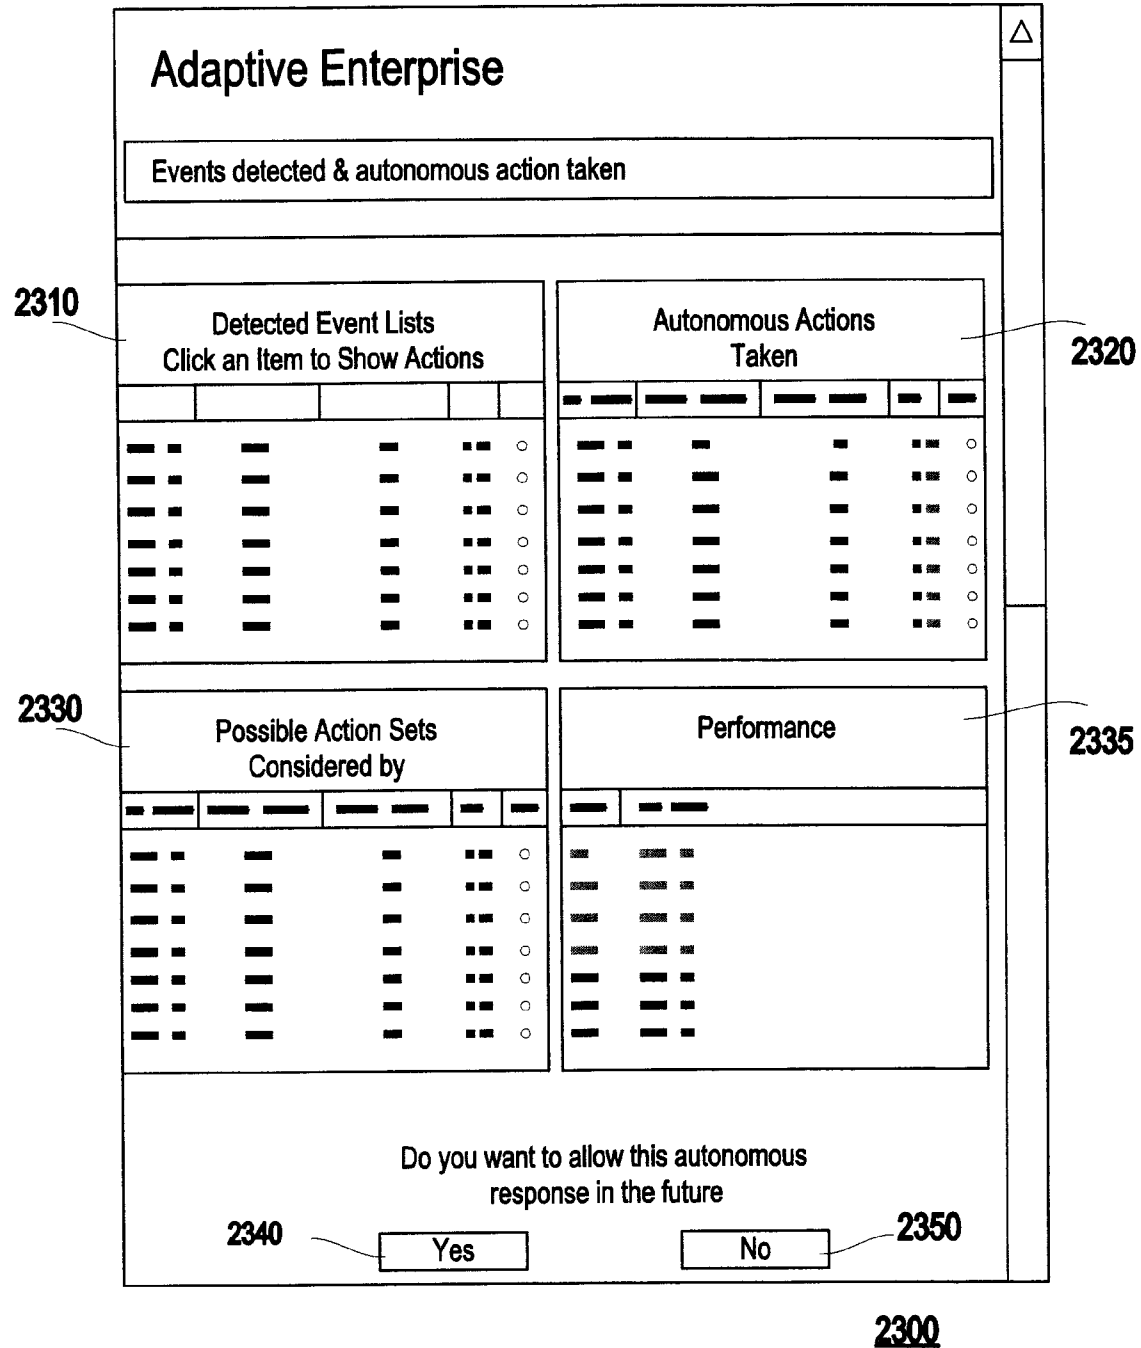 Adaptive Enterprise
Events detected & autonomous action taken
2310
Detected Event Lists
Click an Item to Show Actions
Autonomous Actions
Taken
2320
2330
Possible Action Sets
Considered by
Performance
2335
Do you want to allow this autonomous
response in the future
2340
Yes
No
2350
2300